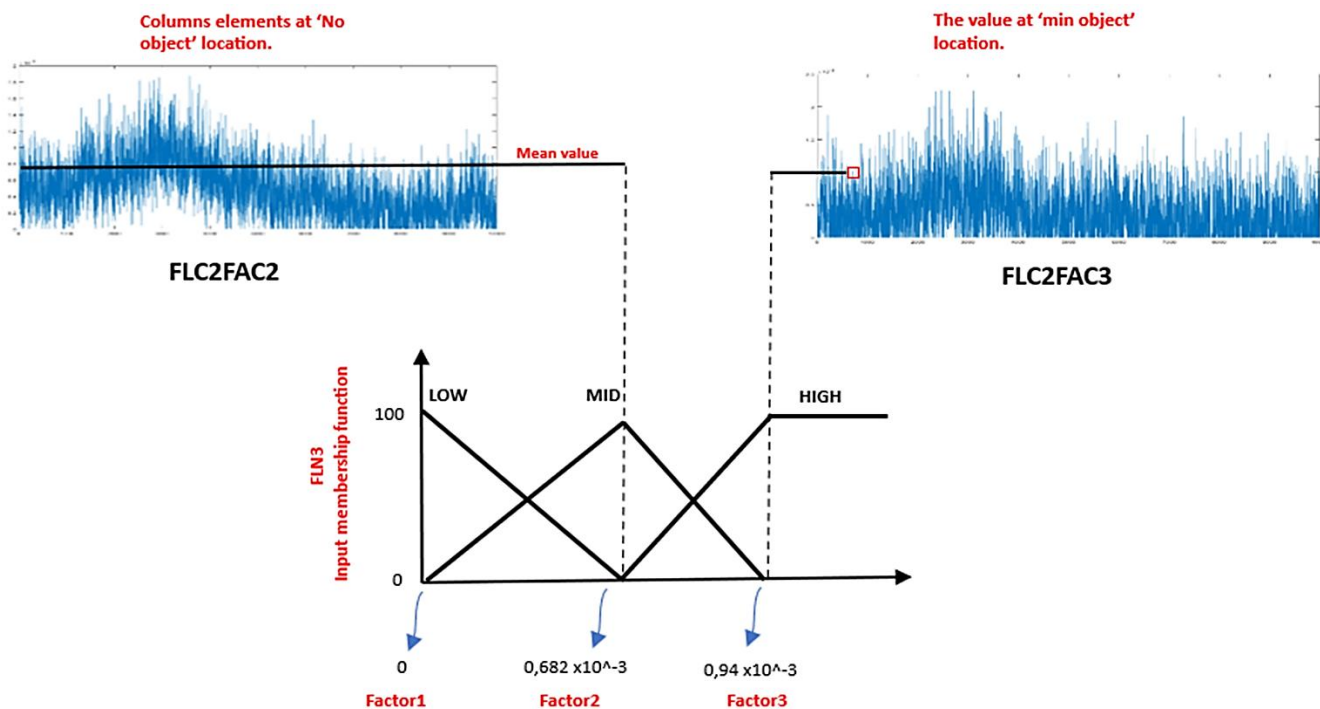 Columns elements at ‘No
object’ location.
The value at ‘min object’
location.
Mean value
FLC2FAC2
FLC2FAC3
LOW
MID
HIGH
100
0
FLN3
Input membership function
0
0,682 x10^-3
0,94 x10^-3
Factor1
Factor2
Factor3